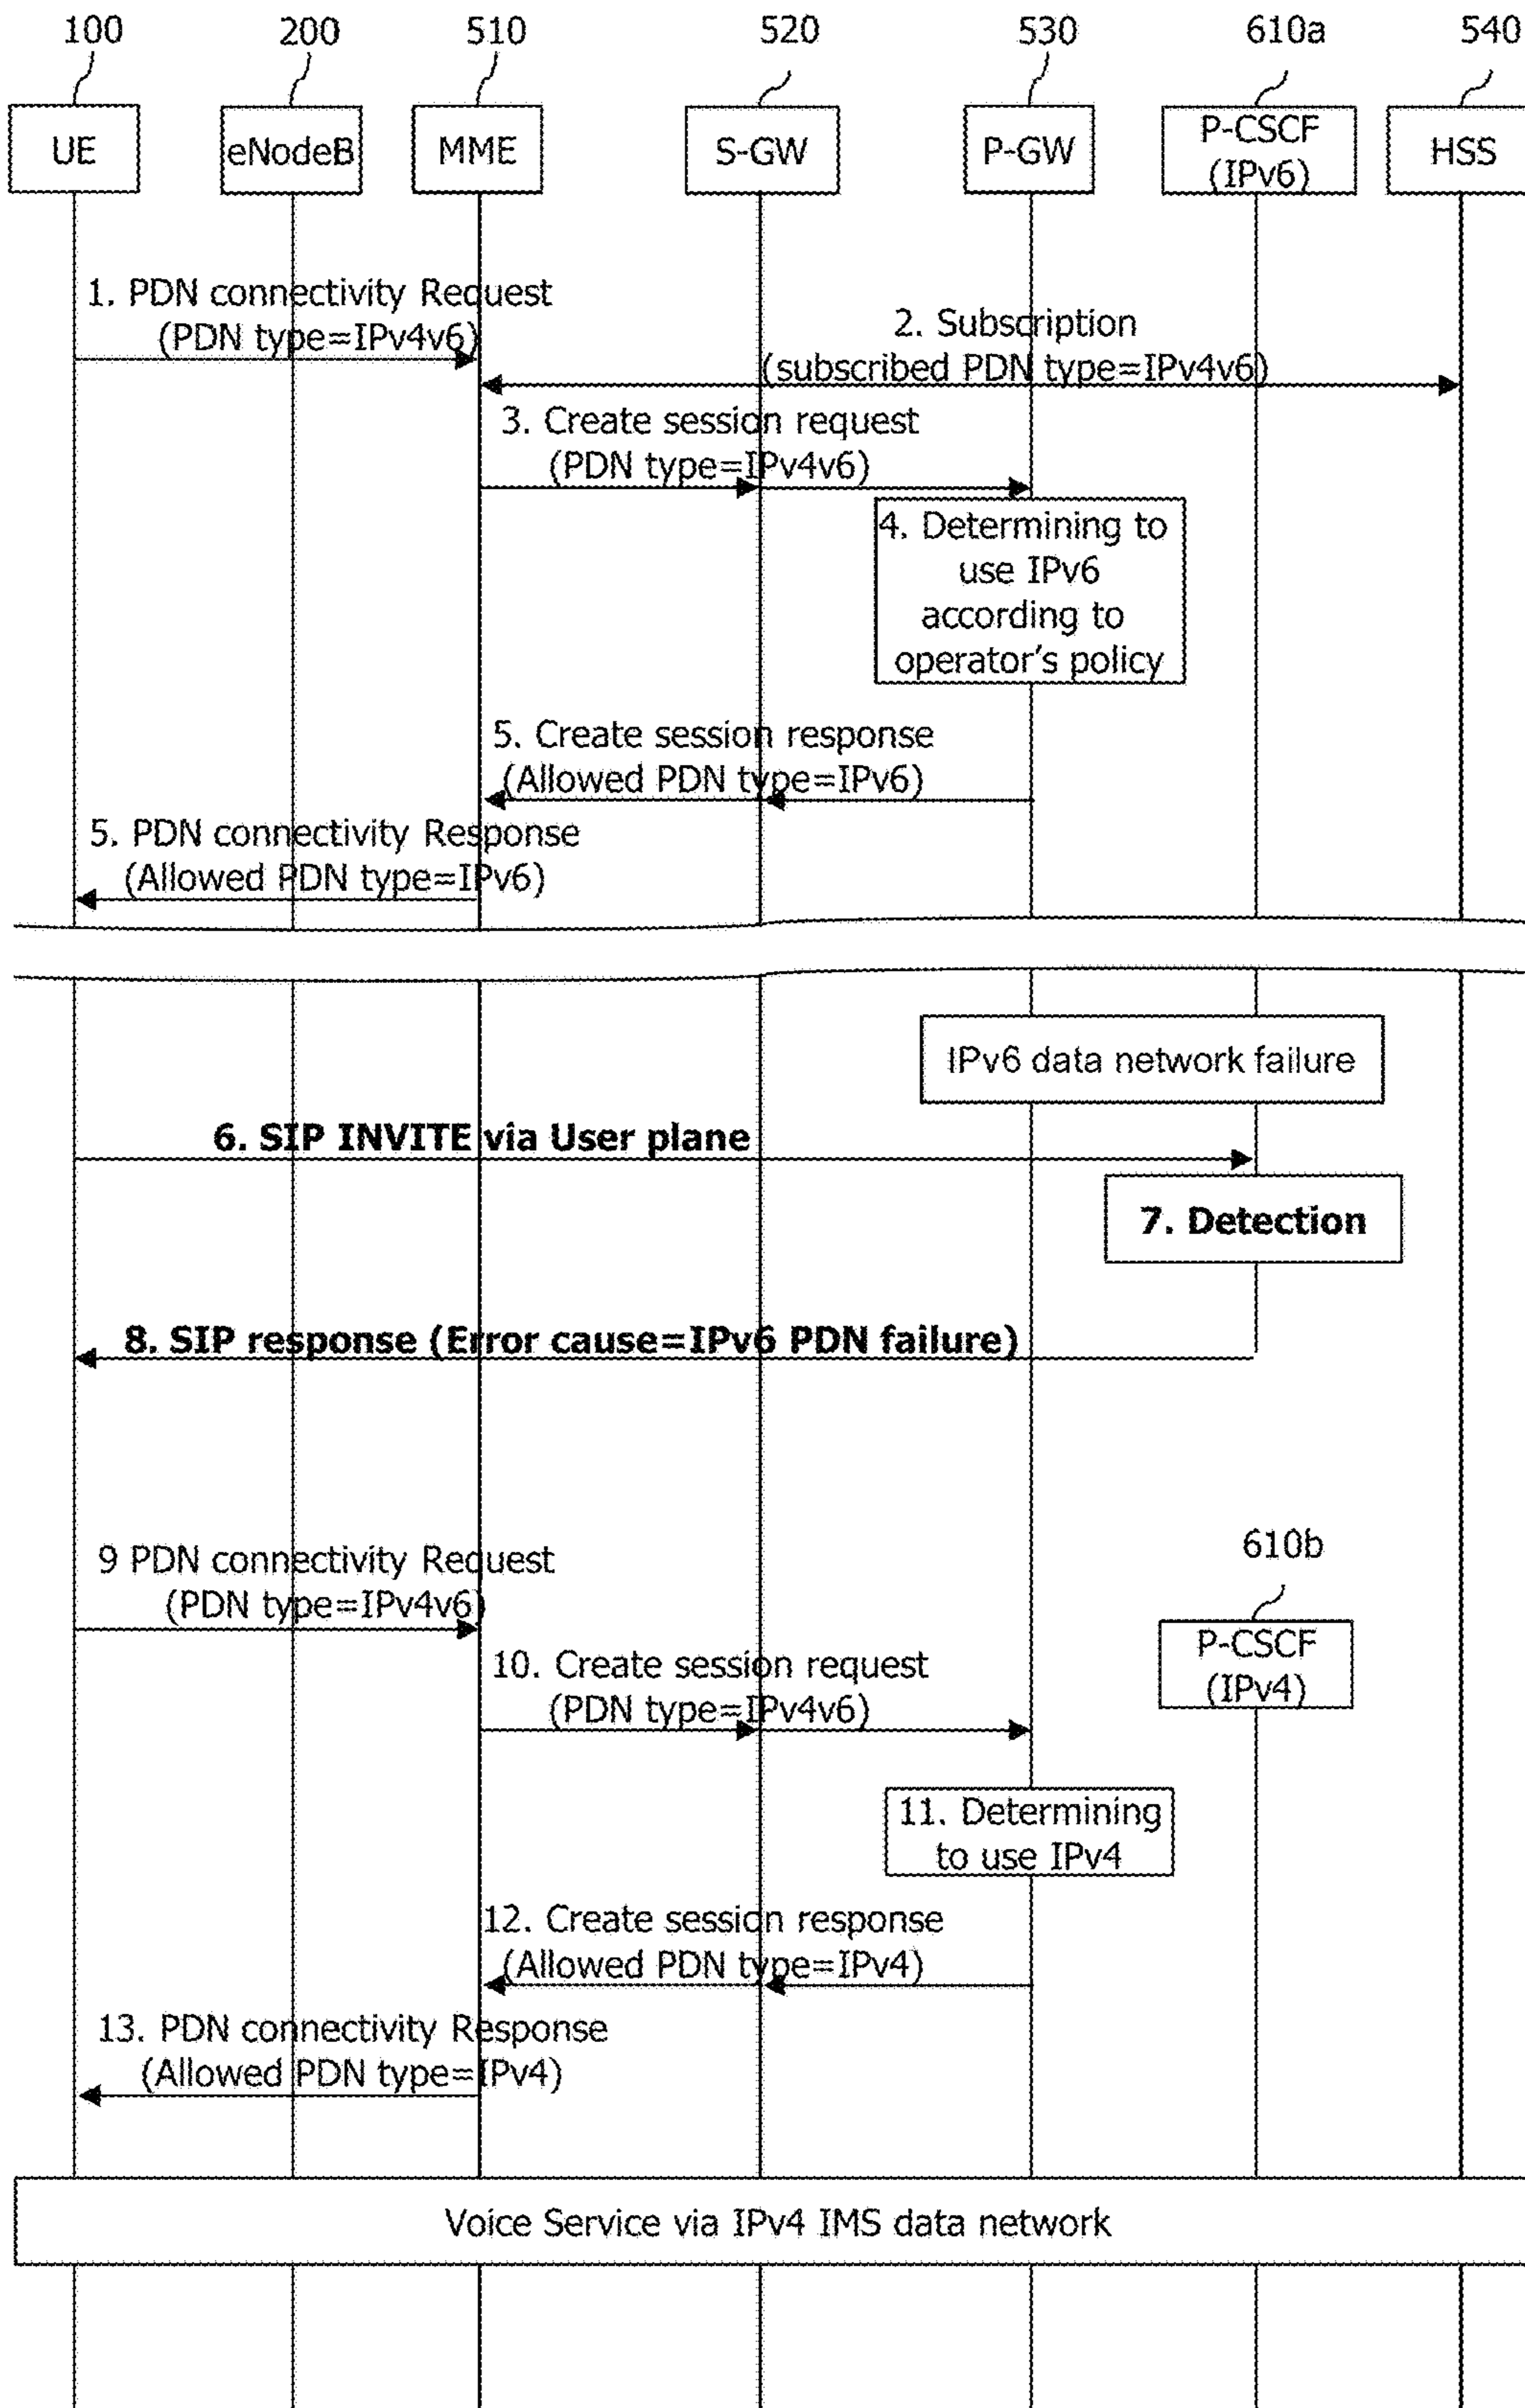 100 200 510 520 530 610a 540
UE eNodeB MME S-GW P-GW P-CSCF HSS
(IPv6)
1. PDN connectivity Request
(PDN type=IPv4v6)
2. Subscription
(subscribed PDN type=IPv4v6)
3. Create session request
(PDN type=IPv4v6)
4. Determining to
use IPv6
according to
operator's policy
5. Create session response
(Allowed PDN type=IPv6)
5. PDN connectivity Response
(Allowed PDN type=IPv6)
IPv6 data network failure
6. SIP INVITE via User plane
7. Detection
8. SIP response (Error cause=IPv6 PDN failure)
9 PDN connectivity Request
(PDN type=IPv4v6)
610b
P-CSCF
(IPv4)
10. Create session request
(PDN type=IPv4v6)
11. Determining
to use IPv4
12. Create session response
(Allowed PDN type=IPv4)
13. PDN connectivity Response
(Allowed PDN type=IPv4)
Voice Service via IPv4 IMS data network